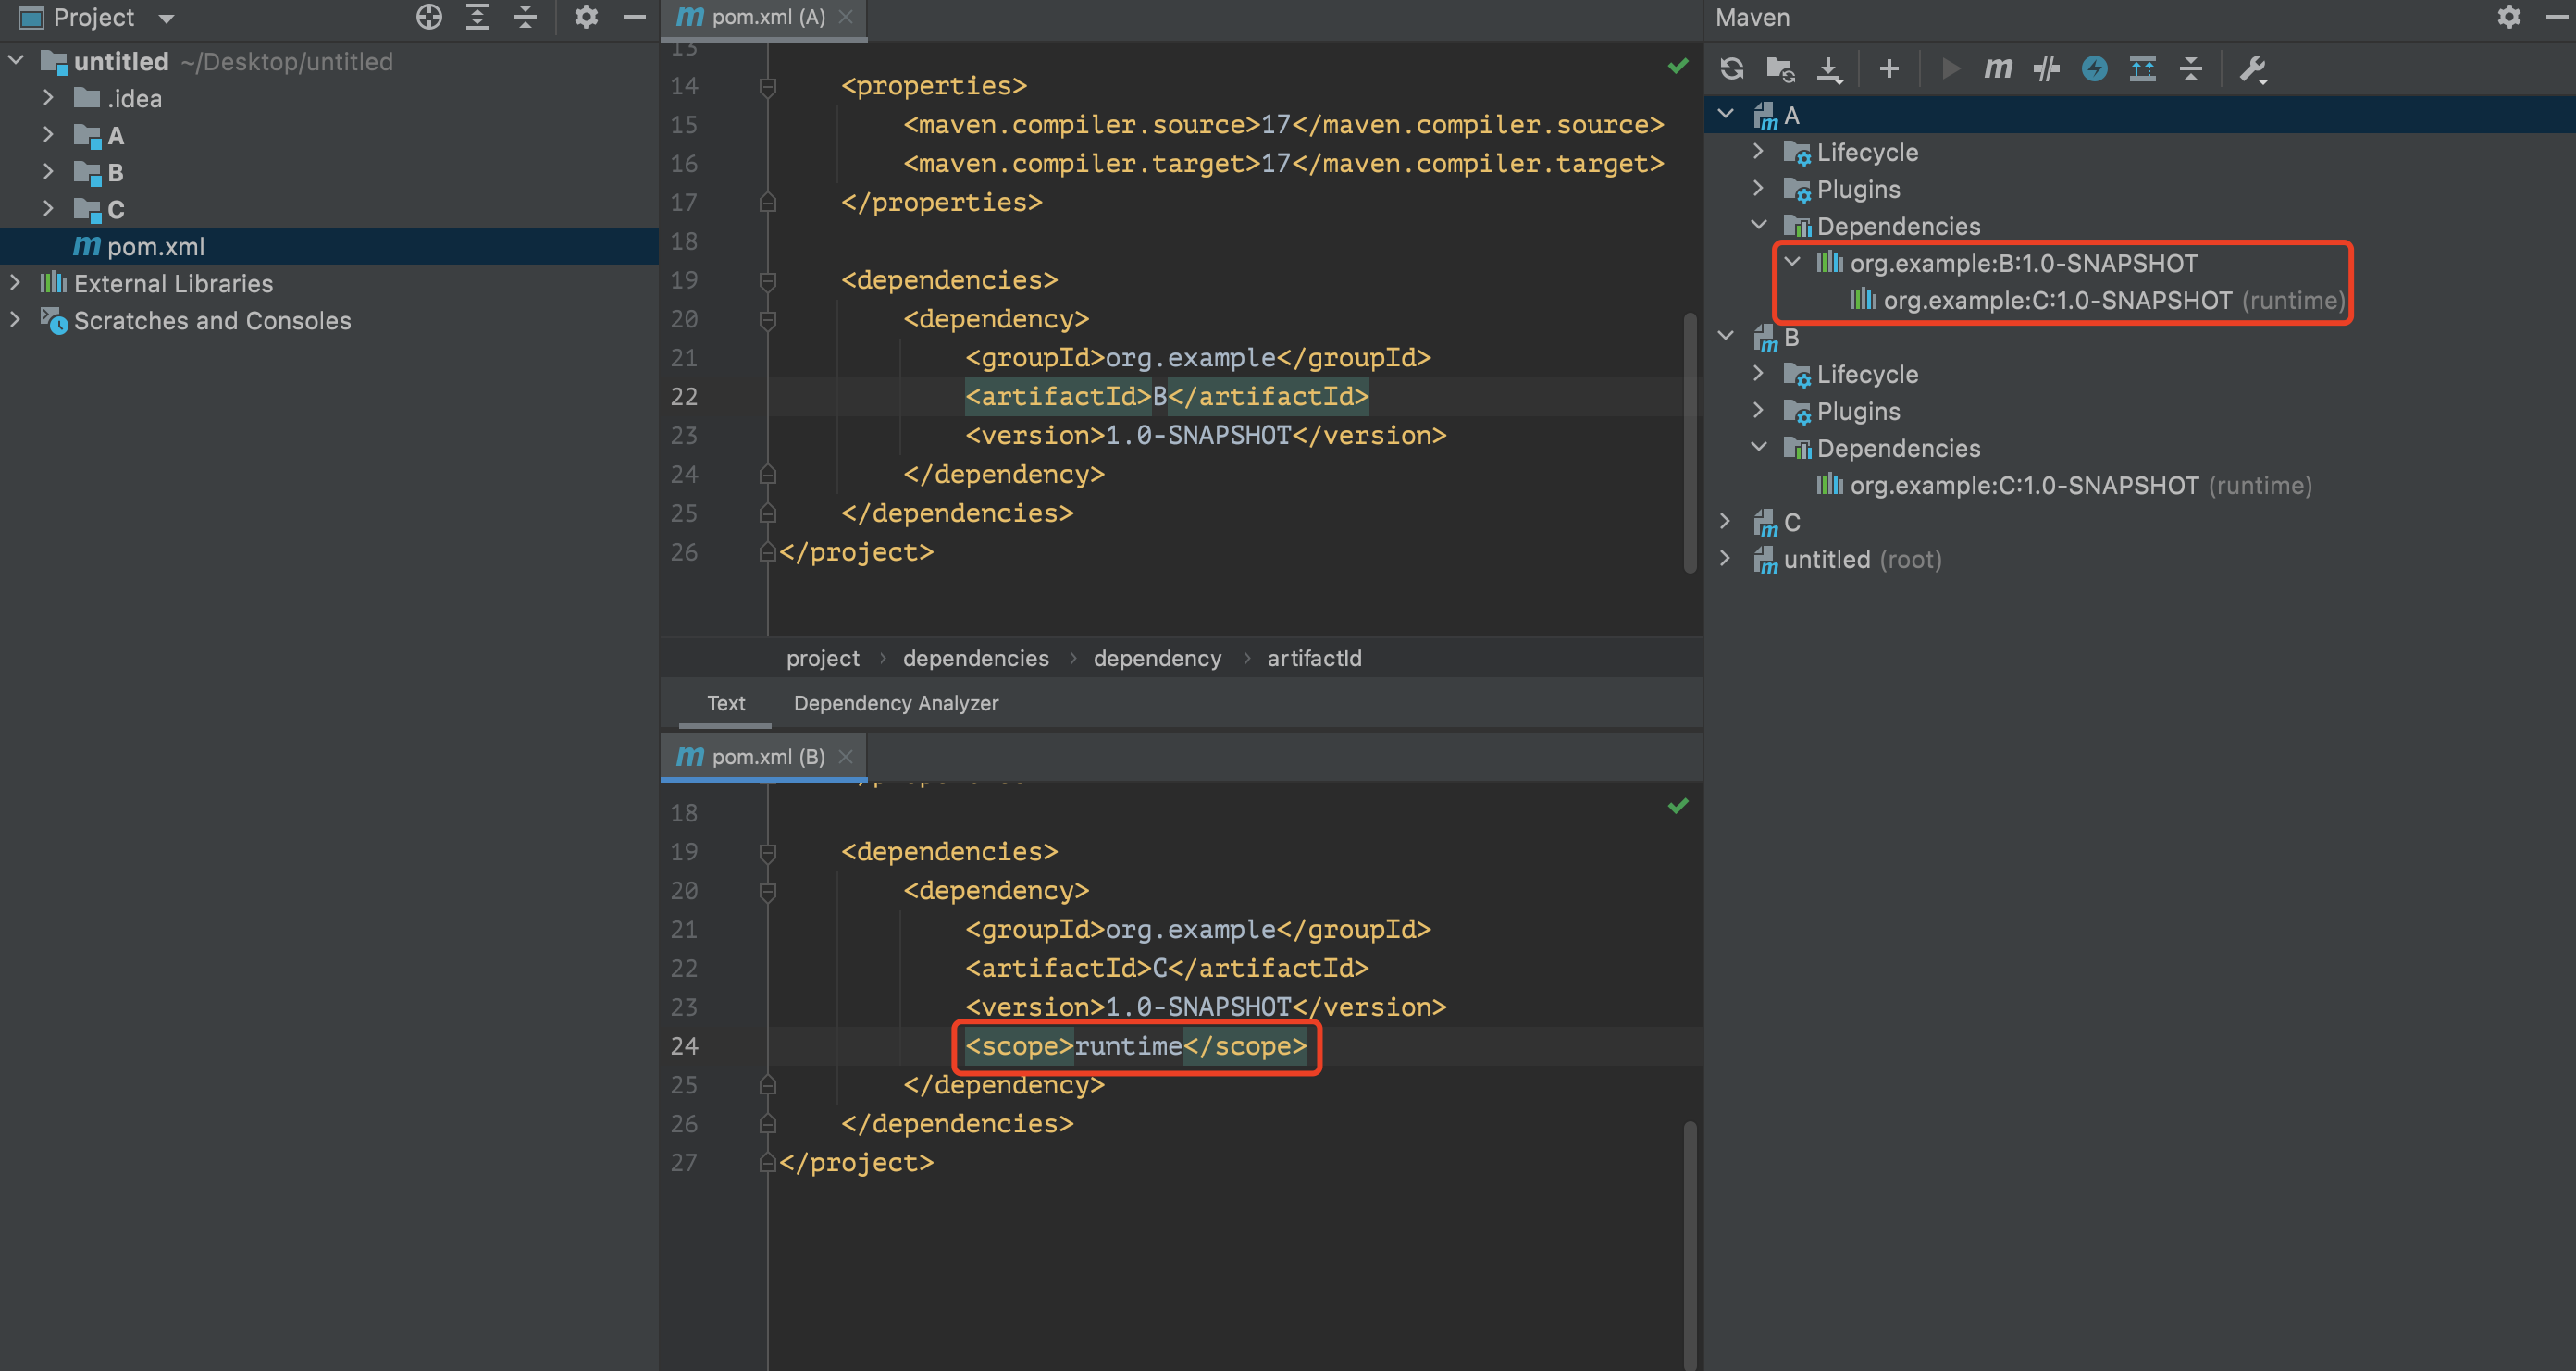 Project
untitled ~/Desktop/untitled
.idea
A
B
C
m pom.xml
External Libraries
Scratches and Consoles
m pom.xml (A)
13
14 <properties>
15 <maven.compiler.source>17</maven.compiler.source>
16 <maven.compiler.target>17</maven.compiler.target>
17 </properties>
18
19 <dependencies>
20 <dependency>
21 <groupId>org.example</groupId>
22 <artifactId>B</artifactId>
23 <version>1.0-SNAPSHOT</version>
24 </dependency>
25 </dependencies>
26 </project>
project › dependencies › dependency › artifactId
Text Dependency Analyzer
m pom.xml (B)
18
19 <dependencies>
20 <dependency>
21 <groupId>org.example</groupId>
22 <artifactId>C</artifactId>
23 <version>1.0-SNAPSHOT</version>
24 <scope>runtime</scope>
25 </dependency>
26 </dependencies>
27 </project>
Maven
m
A
Lifecycle
Plugins
Dependencies
org.example:B:1.0-SNAPSHOT
org.example:C:1.0-SNAPSHOT (runtime)
B
Lifecycle
Plugins
Dependencies
org.example:C:1.0-SNAPSHOT (runtime)
C
untitled (root)